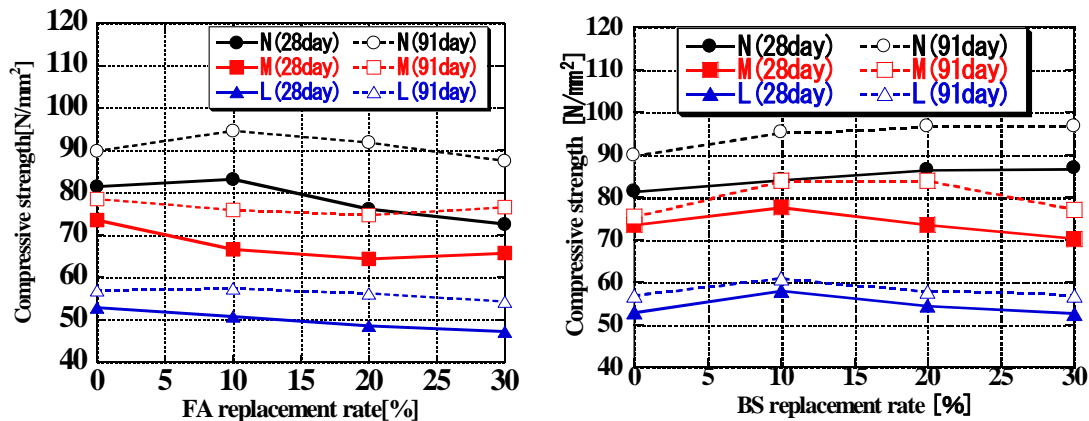 120
110
100
90
80
70
60
50
40
Compressive strength[N/mm²]
N(28day) N(91day)
M(28day) M(91day)
L(28day) L(91day)
0 5 10 15 20 25 30
FA replacement rate[%]
120
110
100
90
80
70
60
50
40
Compressive strength [N/㎟]
N(28day) N(91day)
M(28day) M(91day)
L(28day) L(91day)
0 5 10 15 20 25 30
BS replacement rate [%]